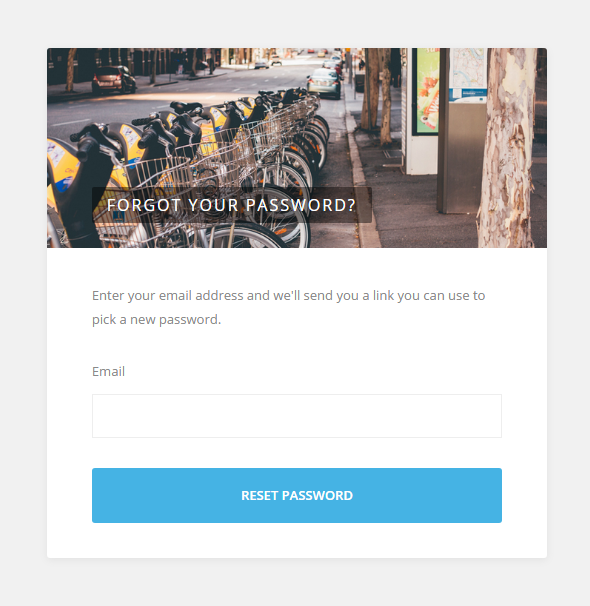 FORGOT YOUR PASSWORD?
Enter your email address and we'll send you a link you can use to
pick a new password.
Email
RESET PASSWORD